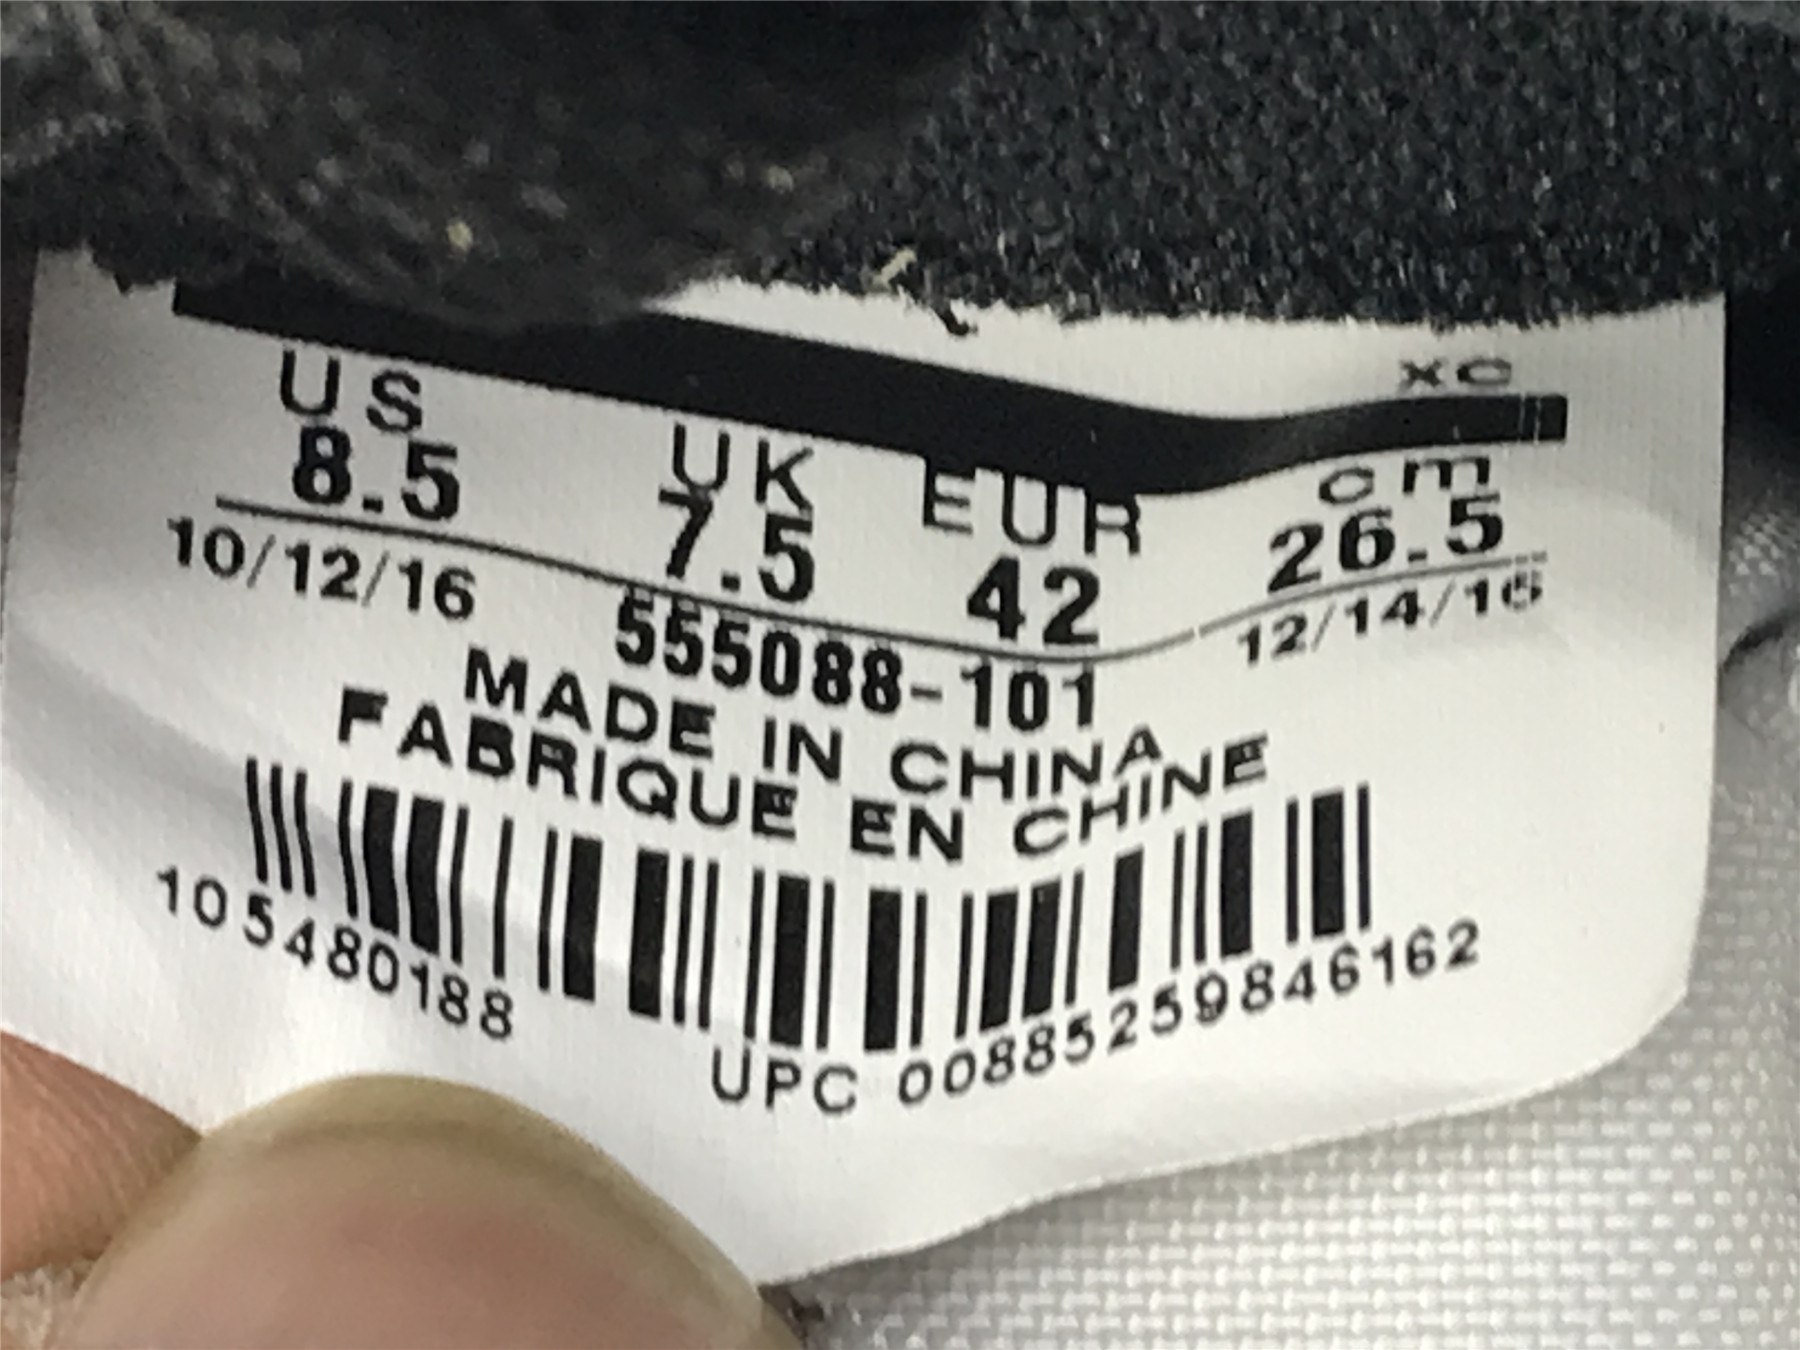 XC
US UK EUR cm
8.5 7.5 42 26.5
10/12/16 12/14/16
555088-101
MADE IN CHINA
FABRIQUE EN CHINE
105480188
UPC 00885259846162